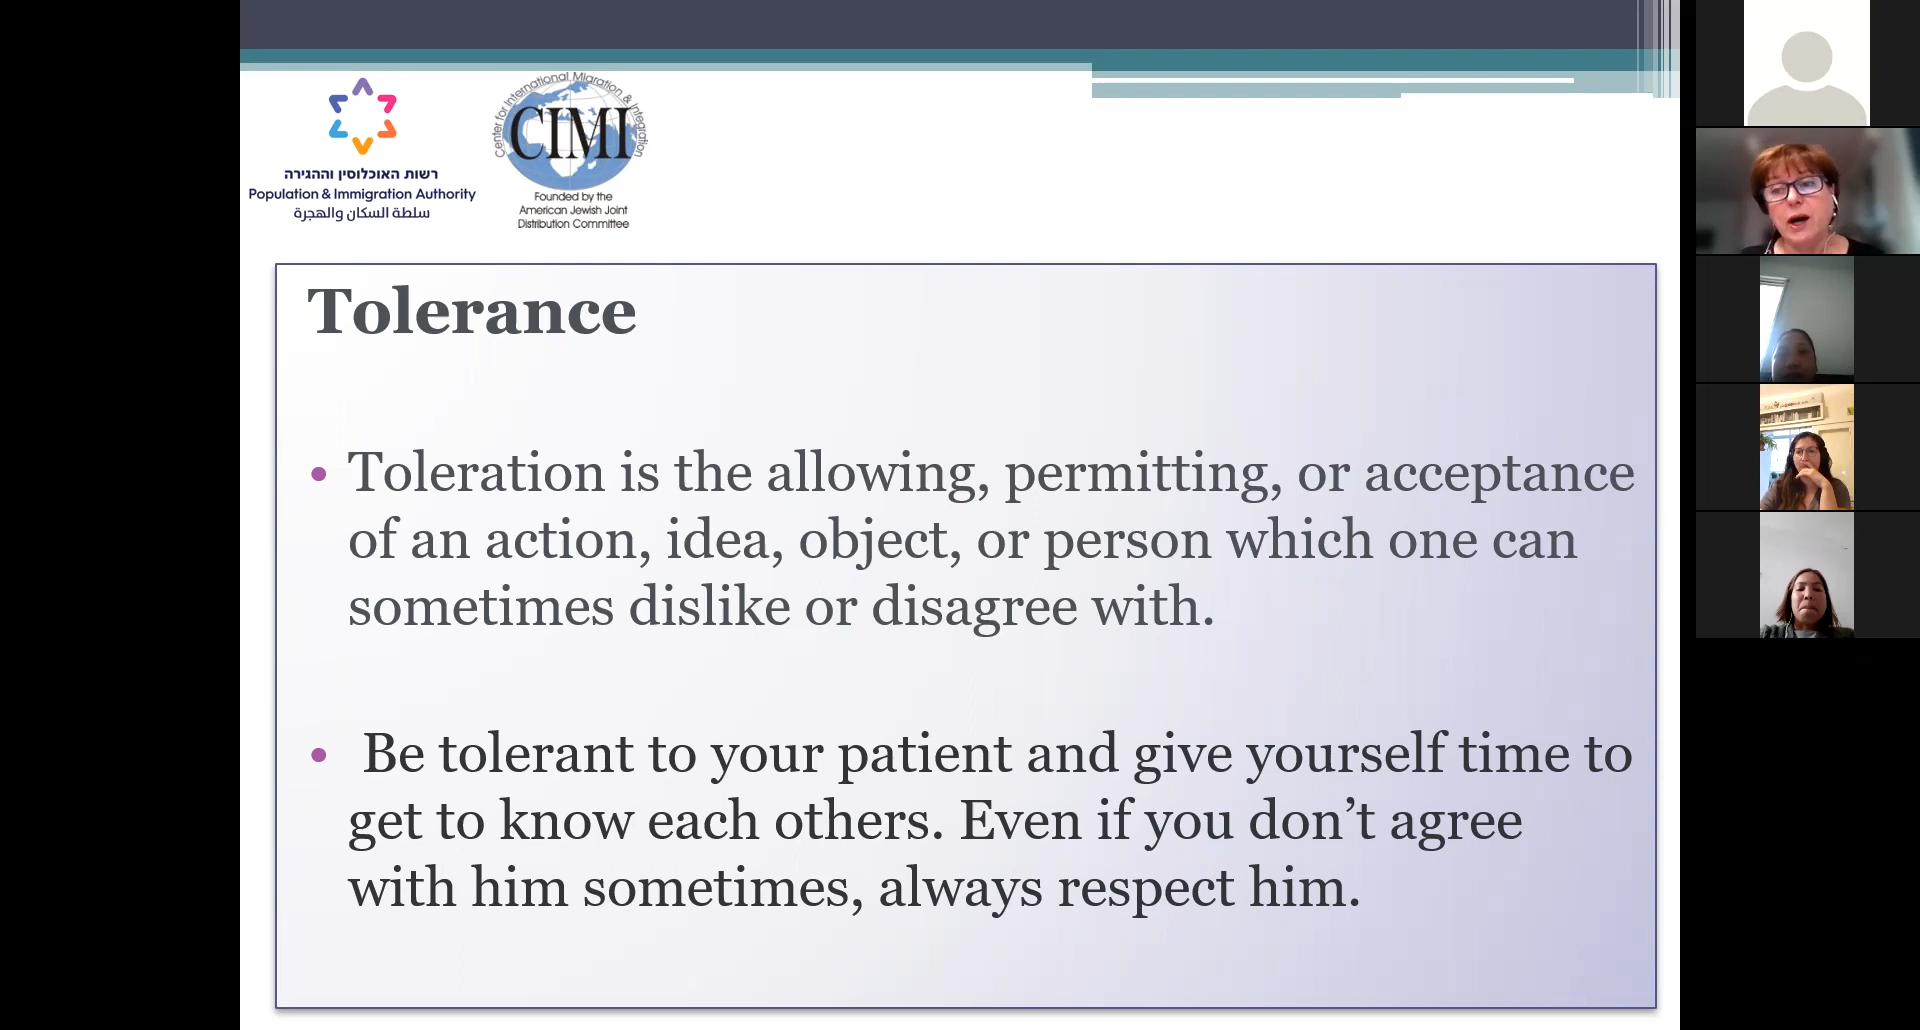 רשות האוכלוסין וההגירה
Population & Immigration Authority
سلطة السكان والهجرة
Center for International Migration & Integration
CIMI
Founded by the
American Jewish Joint
Distribution Committee
Tolerance
• Toleration is the allowing, permitting, or acceptance
of an action, idea, object, or person which one can
sometimes dislike or disagree with.
• Be tolerant to your patient and give yourself time to
get to know each others. Even if you don’t agree
with him sometimes, always respect him.